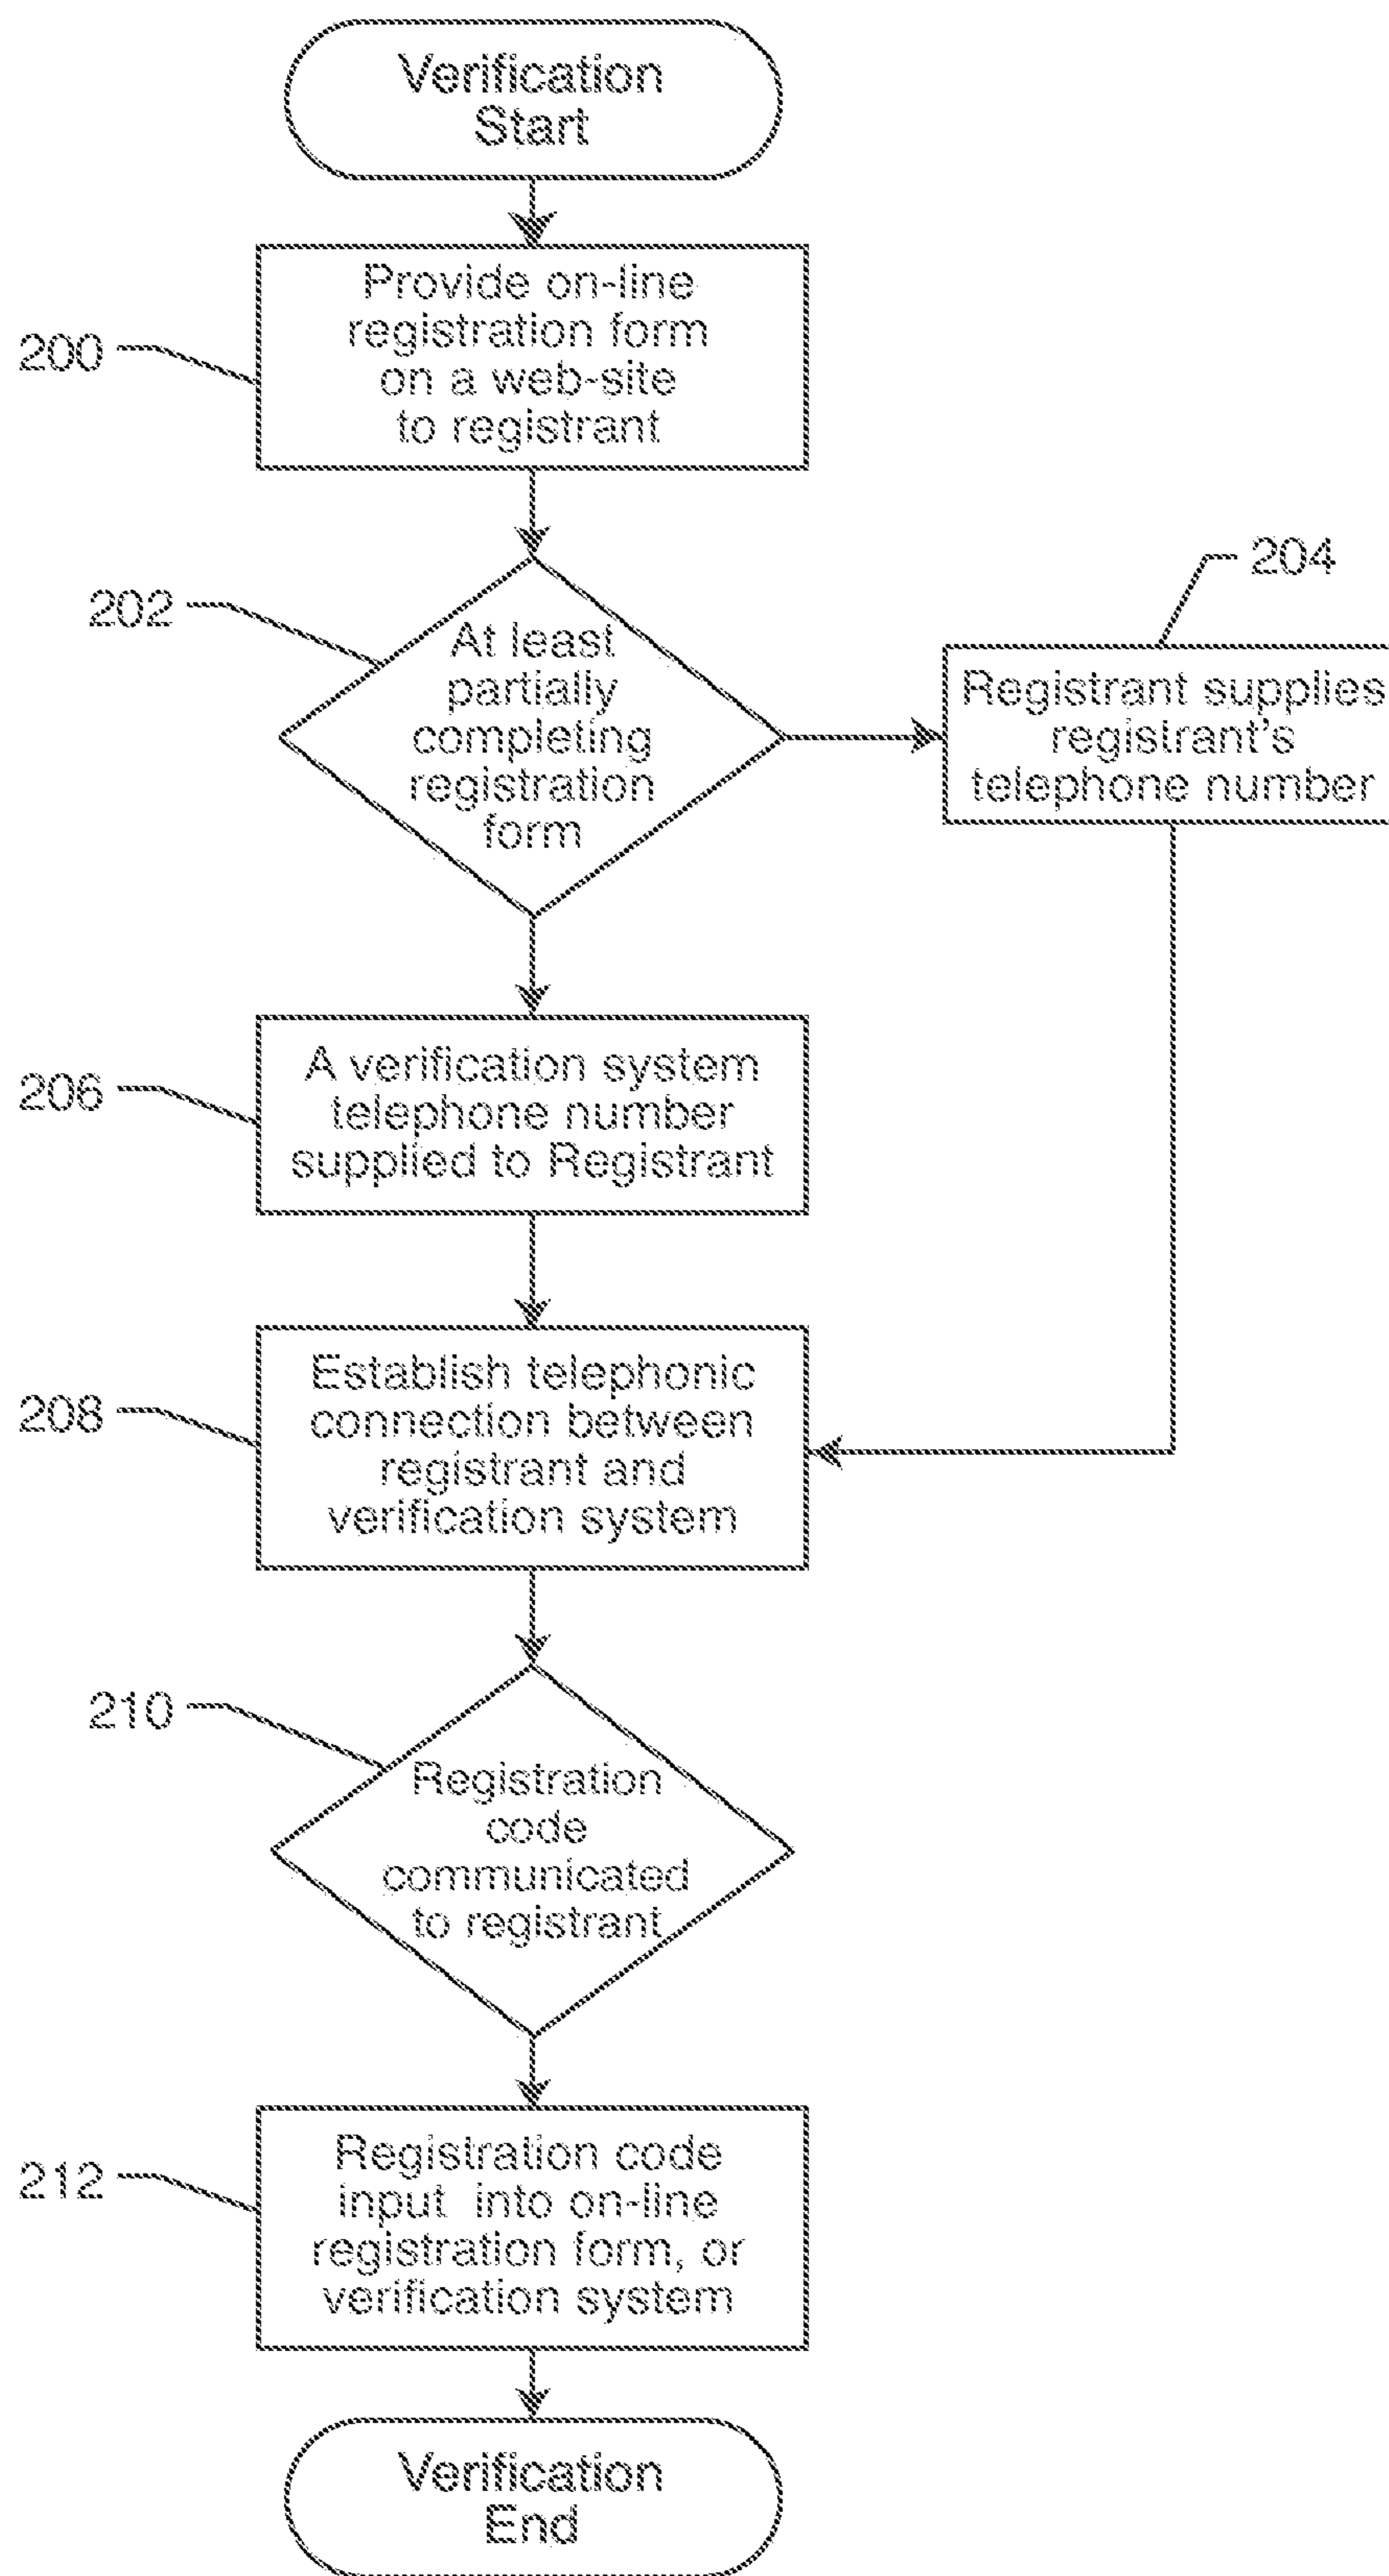 Verification
Start
Provide on-line
registration form
on a web-site
to registrant
200
202
At least
partially
completing
registration
form
204
Registrant supplies
registrant's
telephone number
206
A verification system
telephone number
supplied to Registrant
208
Establish telephonic
connection between
registrant and
verification system
210
Registration
code
communicated
to registrant
212
Registration code
input into on-line
registration form, or
verification system
Verification
End